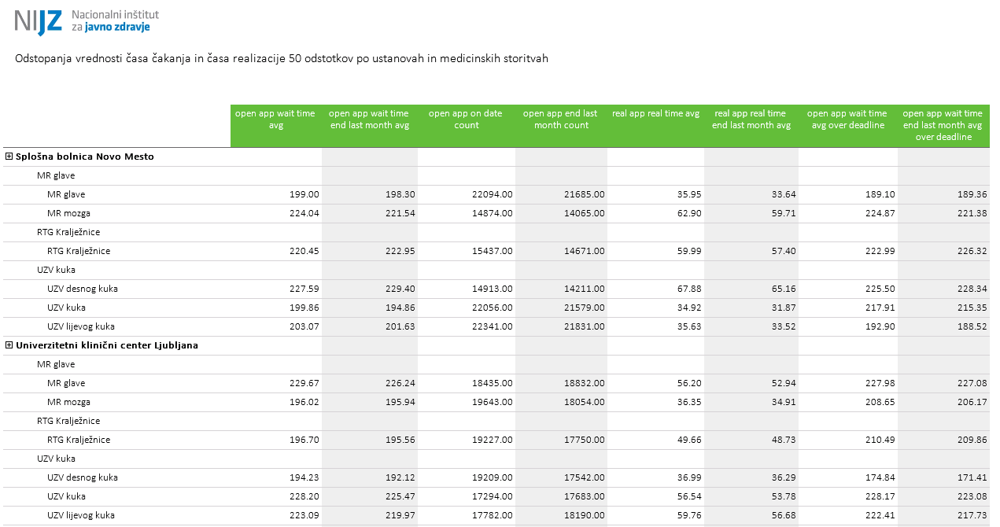 NIJZ Nacionalni inštitut
za javno zdravje
Odstopanja vrednosti časa čakanja in časa realizacije 50 odstotkov po ustanovah in medicinskih storitvah
open app wait time avg open app wait time end last month avg open app on date count open app end last month count real app real time avg real app real time end last month avg open app wait time avg over deadline open app wait time end last month avg over deadline
Splošna bolnica Novo Mesto
MR glave
MR glave 199.00 198.30 22094.00 21685.00 35.95 33.64 189.10 189.36
MR mozga 224.04 221.54 14874.00 14065.00 62.90 59.71 224.87 221.38
RTG Kralježnice
RTG Kralježnice 220.45 222.95 15437.00 14671.00 59.99 57.40 222.99 226.32
UZV kuka
UZV desnog kuka 227.59 229.40 14913.00 14211.00 67.88 65.16 225.50 228.34
UZV kuka 199.86 194.86 22056.00 21579.00 34.92 31.87 217.91 215.35
UZV lijevog kuka 203.07 201.63 22341.00 21831.00 35.63 33.52 192.90 188.52
Univerzitetni klinični center Ljubljana
MR glave
MR glave 229.67 226.24 18435.00 18832.00 56.20 52.94 227.98 227.08
MR mozga 196.02 195.94 19643.00 18054.00 36.35 34.91 208.65 206.17
RTG Kralježnice
RTG Kralježnice 196.70 195.56 19227.00 17750.00 49.66 48.73 210.49 209.86
UZV kuka
UZV desnog kuka 194.23 192.12 19209.00 17542.00 36.99 36.29 174.84 171.41
UZV kuka 228.20 225.47 17294.00 17683.00 56.54 53.78 228.17 223.08
UZV lijevog kuka 223.09 219.97 17782.00 18190.00 59.76 56.68 222.41 217.73